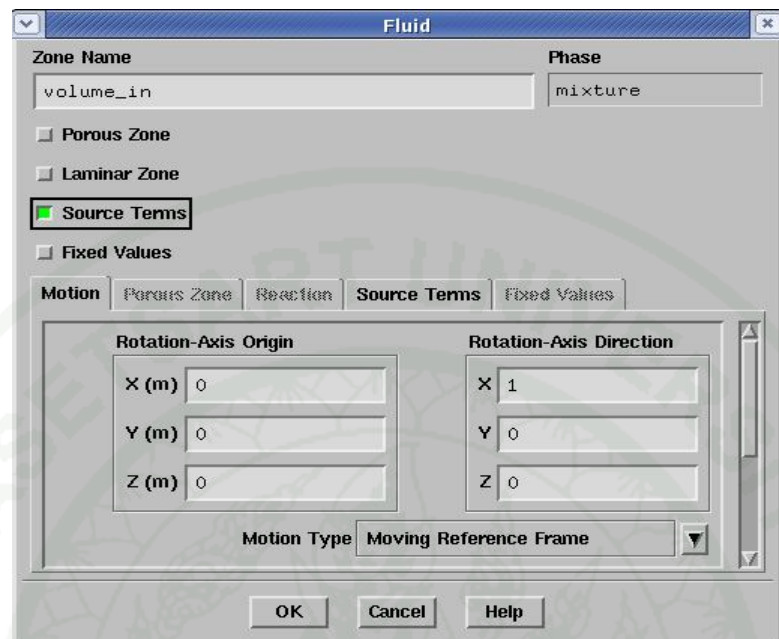 Fluid
Zone Name Phase
volume_in mixture
Porous Zone
Laminar Zone
Source Terms
Fixed Values
Motion Porous Zone Reaction Source Terms Fixed Values
Rotation-Axis Origin Rotation-Axis Direction
X (m) 0 X 1
Y (m) 0 Y 0
Z (m) 0 Z 0
Motion Type Moving Reference Frame
OK Cancel Help